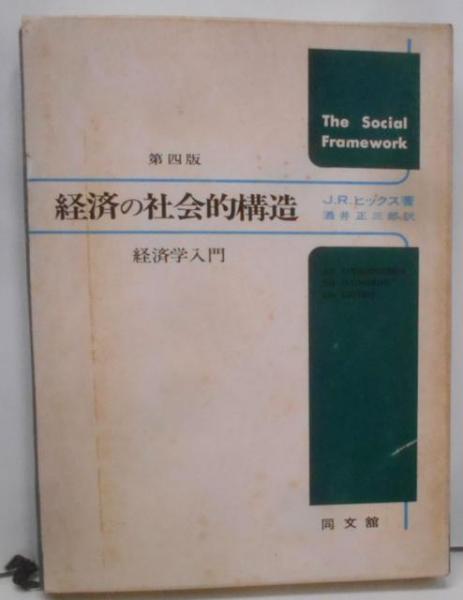 The Social
Framework
第四版
経済の社会的構造
J.R.ヒックス著
酒井正三郎訳
経済学入門
同文舘